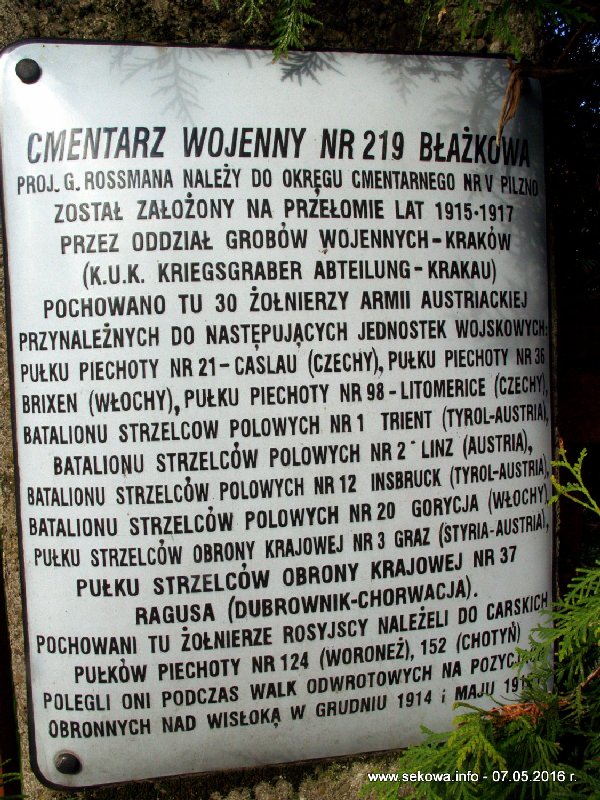 CMENTARZ WOJENNY NR 219 BŁAŻKOWA
PROJ. G. ROSSMANA NALEŻY DO OKRĘGU CMENTARNEGO NR V PILZNO
ZOSTAŁ ZAŁOŻONY NA PRZEŁOMIE LAT 1915-1917
PRZEZ ODDZIAŁ GROBÓW WOJENNYCH-KRAKÓW
(K.U.K. KRIEGSGRABER ABTEILUNG-KRAKAU)
POCHOWANO TU 30 ŻOŁNIERZY ARMII AUSTRIACKIEJ
PRZYNALEŻNYCH DO NASTĘPUJĄCYCH JEDNOSTEK WOJSKOWYCH:
PUŁKU PIECHOTY NR 21-CASLAU (CZECHY), PUŁKU PIECHOTY NR 36
BRIXEN (WŁOCHY), PUŁKU PIECHOTY NR 98-LITOMERICE (CZECHY),
BATALIONU STRZELCOW POLOWYCH NR 1 TRIENT (TYROL-AUSTRIA),
BATALIONU STRZELCÓW POLOWYCH NR 2 - LINZ (AUSTRIA),
BATALIONU STRZELCÓW POLOWYCH NR 12 INSBRUCK (TYROL-AUSTRIA),
BATALIONU STRZELCÓW POLOWYCH NR 20 GORYCJA (WŁOCHY),
PUŁKU STRZELCÓW OBRONY KRAJOWEJ NR 3 GRAZ (STYRIA-AUSTRIA),
PUŁKU STRZELCÓW OBRONY KRAJOWEJ NR 37
RAGUSA (DUBROWNIK-CHORWACJA).
POCHOWANI TU ŻOŁNIERZE ROSYJSCY NALEŻELI DO CARSKICH
PUŁKÓW PIECHOTY NR 124 (WORONEŻ), 152 (CHOTYŃ)
POLEGLI ONI PODCZAS WALK ODWROTOWYCH NA POZYCJACH
OBRONNYCH NAD WISŁOKĄ W GRUDNIU 1914 i MAJU
www.sekowa.info - 07.05.2016 r.